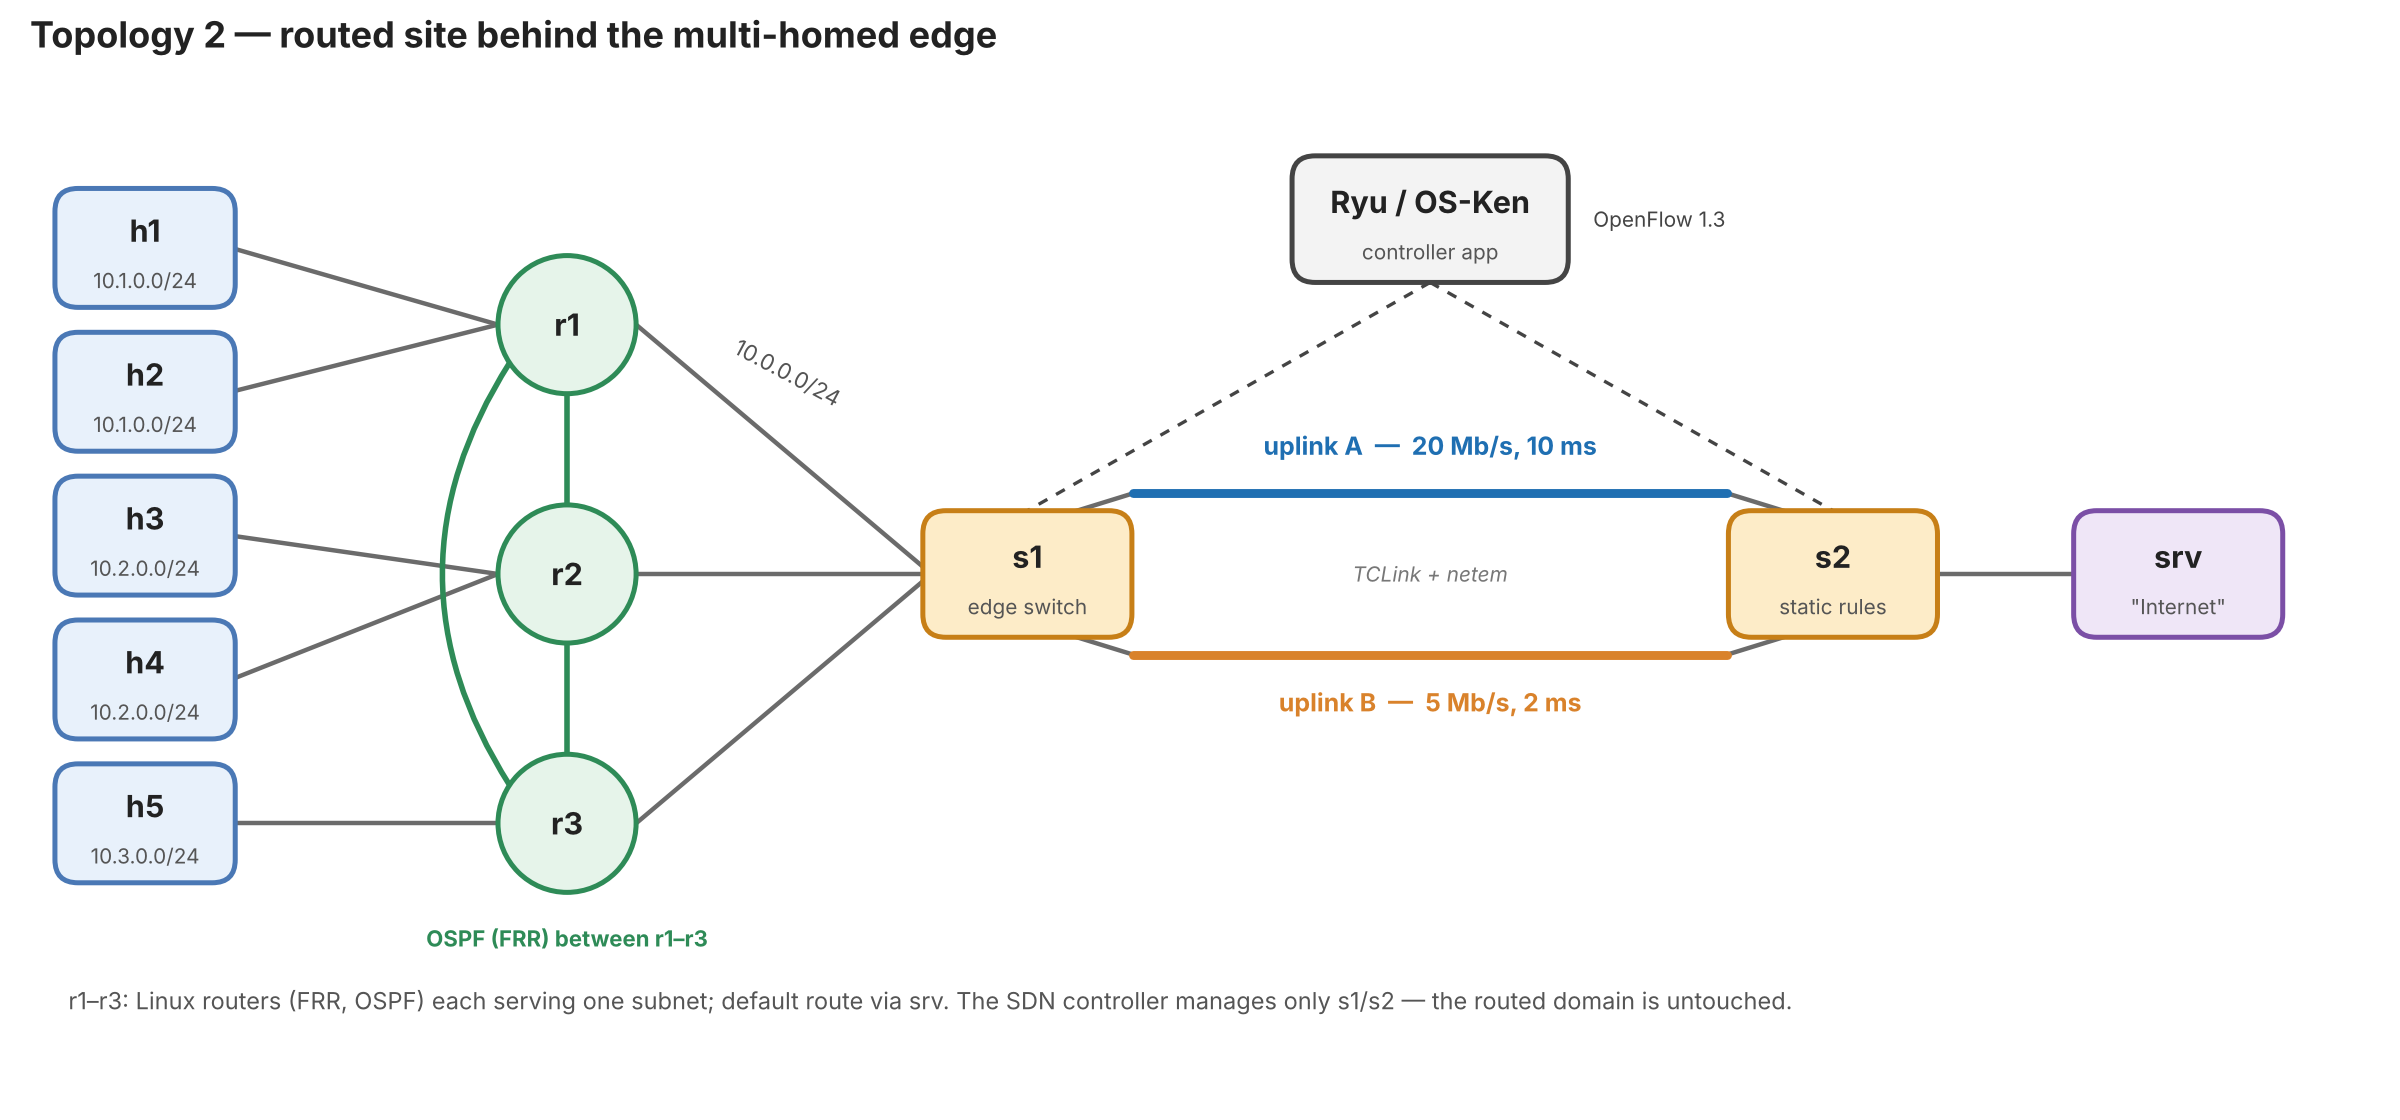 Topology 2 — routed site behind the multi-homed edge
Ryu / OS-Ken
controller app
OpenFlow 1.3
h1
10.1.0.0/24
h2
10.1.0.0/24
h3
10.2.0.0/24
h4
10.2.0.0/24
h5
10.3.0.0/24
r1
r2
r3
10.0.0.0/24
uplink A — 20 Mb/s, 10 ms
s1
edge switch
TCLink + netem
s2
static rules
srv
"Internet"
uplink B — 5 Mb/s, 2 ms
OSPF (FRR) between r1–r3
r1–r3: Linux routers (FRR, OSPF) each serving one subnet; default route via srv. The SDN controller manages only s1/s2 — the routed domain is untouched.